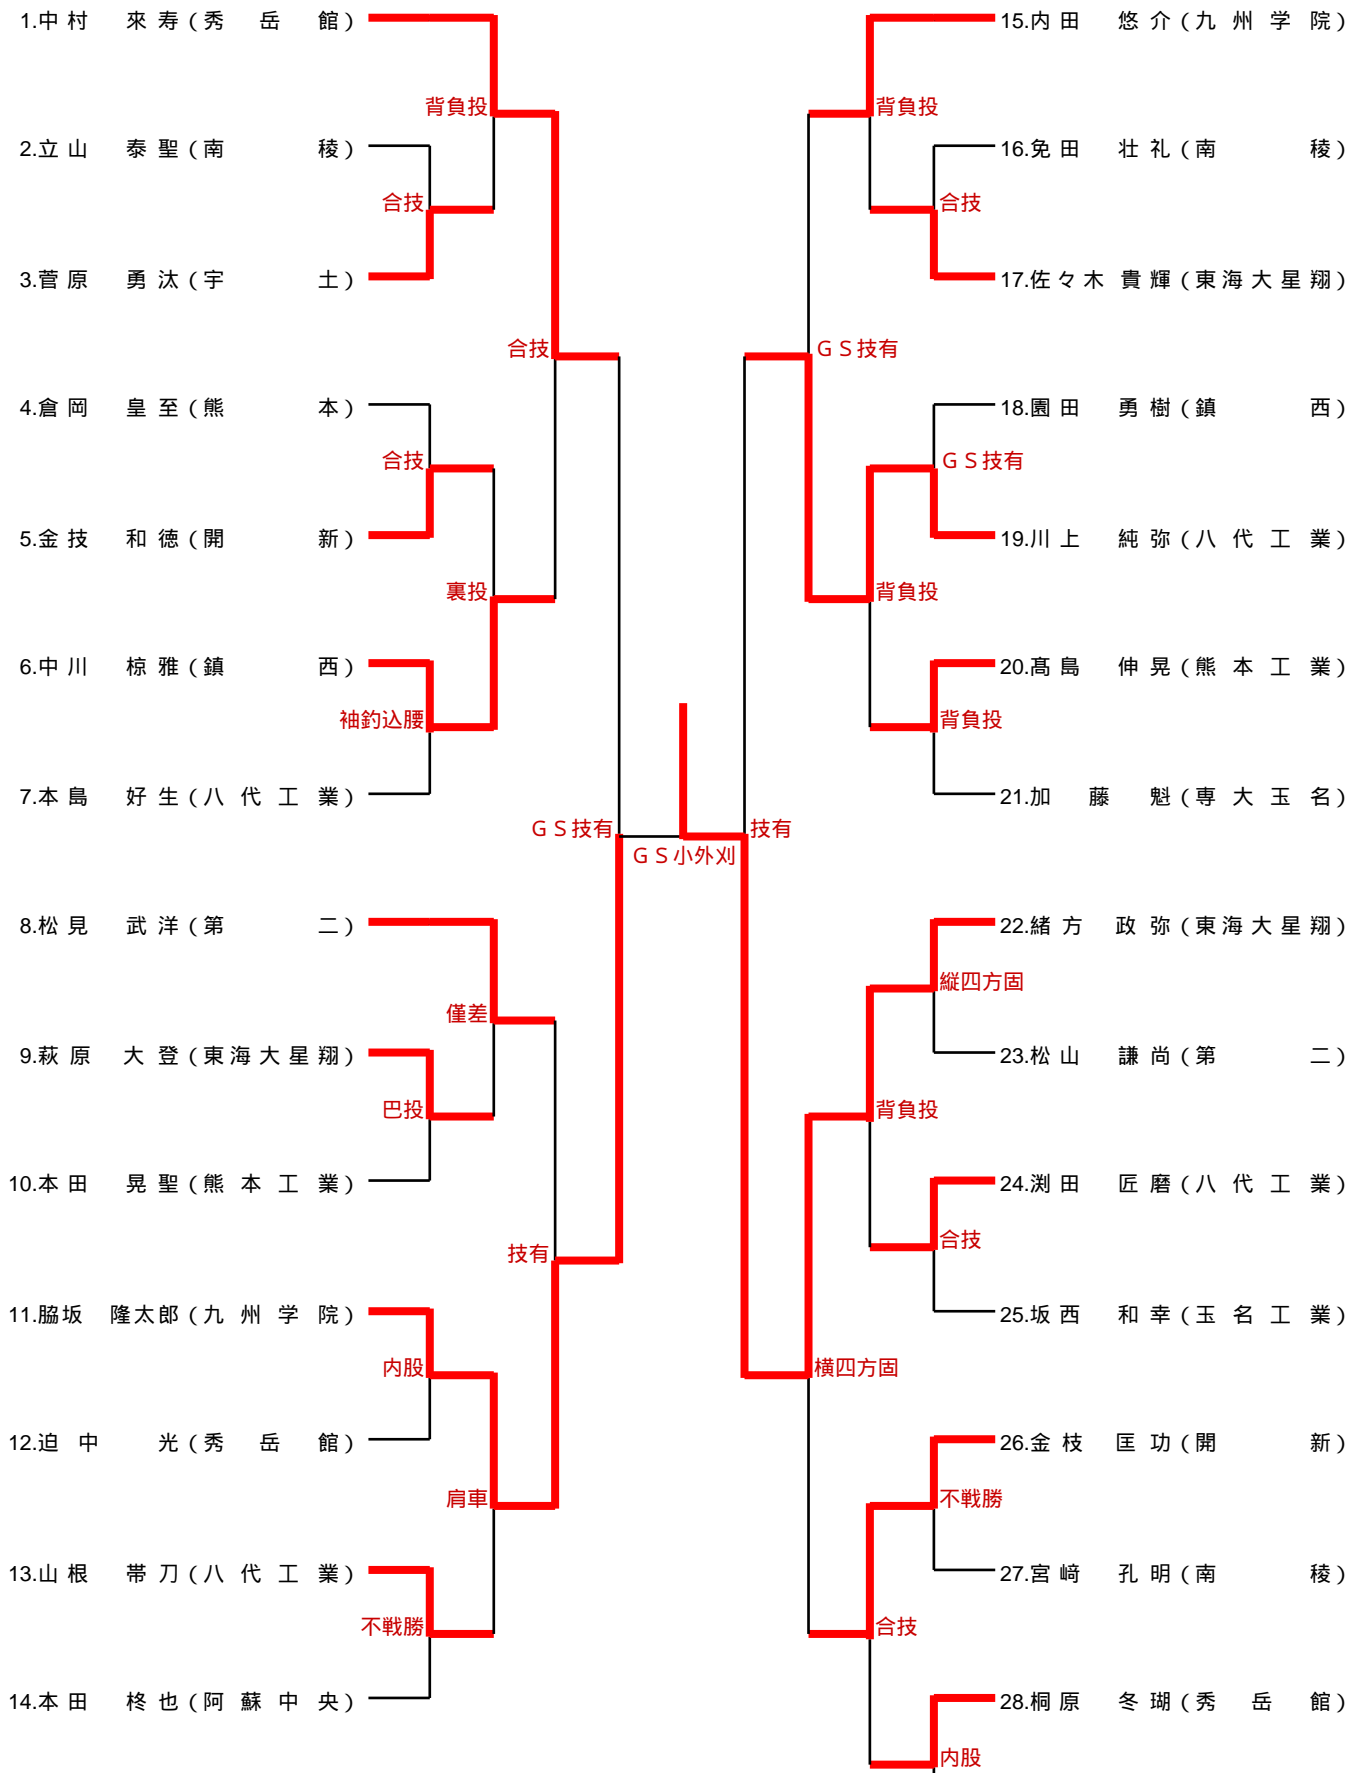 1.中村 來寿(秀岳館)
背負投
2.立山 泰聖(南稜)
合技
3.菅原 勇汰(宇土)
合技
4.倉岡 皇至(熊本)
合技
5.金技 和徳(開新)
裏投
6.中川 椋雅(鎮西)
袖釣込腰
7.本島 好生(八代工業)
GS技有
8.松見 武洋(第二)
僅差
9.萩原 大登(東海大星翔)
巴投
10.本田 晃聖(熊本工業)
技有
11.脇坂 隆太郎(九州学院)
内股
12.迫中 光(秀岳館)
肩車
13.山根 帯刀(八代工業)
不戦勝
14.本田 柊也(阿蘇中央)
GS小外刈
15.内田 悠介(九州学院)
背負投
16.免田 壮礼(南稜)
合技
17.佐々木 貴輝(東海大星翔)
GS技有
18.園田 勇樹(鎮西)
GS技有
19.川上 純弥(八代工業)
背負投
20.髙島 伸晃(熊本工業)
背負投
21.加藤 魁(専大玉名)
技有
22.緒方 政弥(東海大星翔)
縦四方固
23.松山 謙尚(第二)
背負投
24.渕田 匠磨(八代工業)
合技
25.坂西 和幸(玉名工業)
横四方固
26.金枝 匡功(開新)
不戦勝
27.宮﨑 孔明(南稜)
合技
28.桐原 冬瑚(秀岳館)
内股